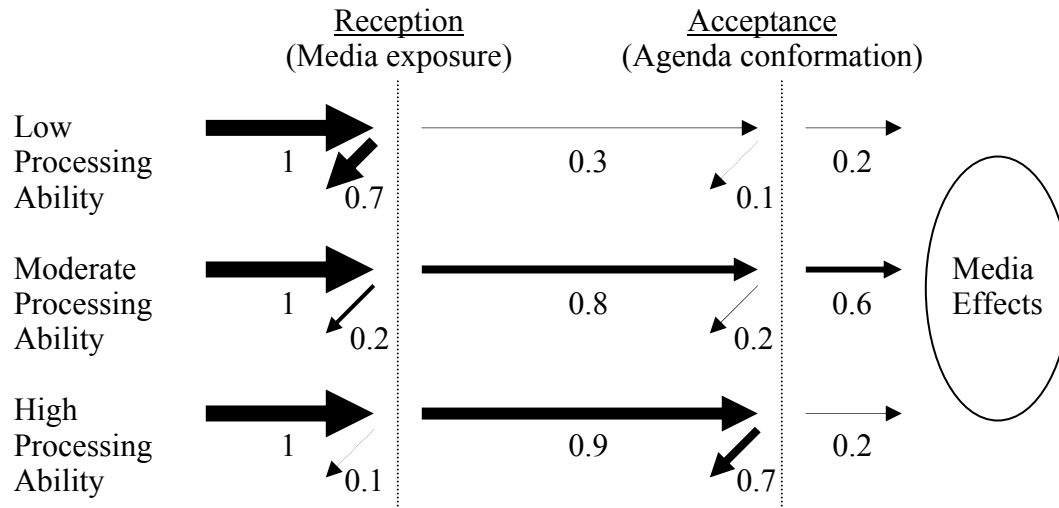 Reception
(Media exposure)
Acceptance
(Agenda conformation)
Low
Processing
Ability
1
0.7
0.3
0.1
0.2
Moderate
Processing
Ability
1
0.2
0.8
0.2
0.6
Media
Effects
High
Processing
Ability
1
0.1
0.9
0.7
0.2